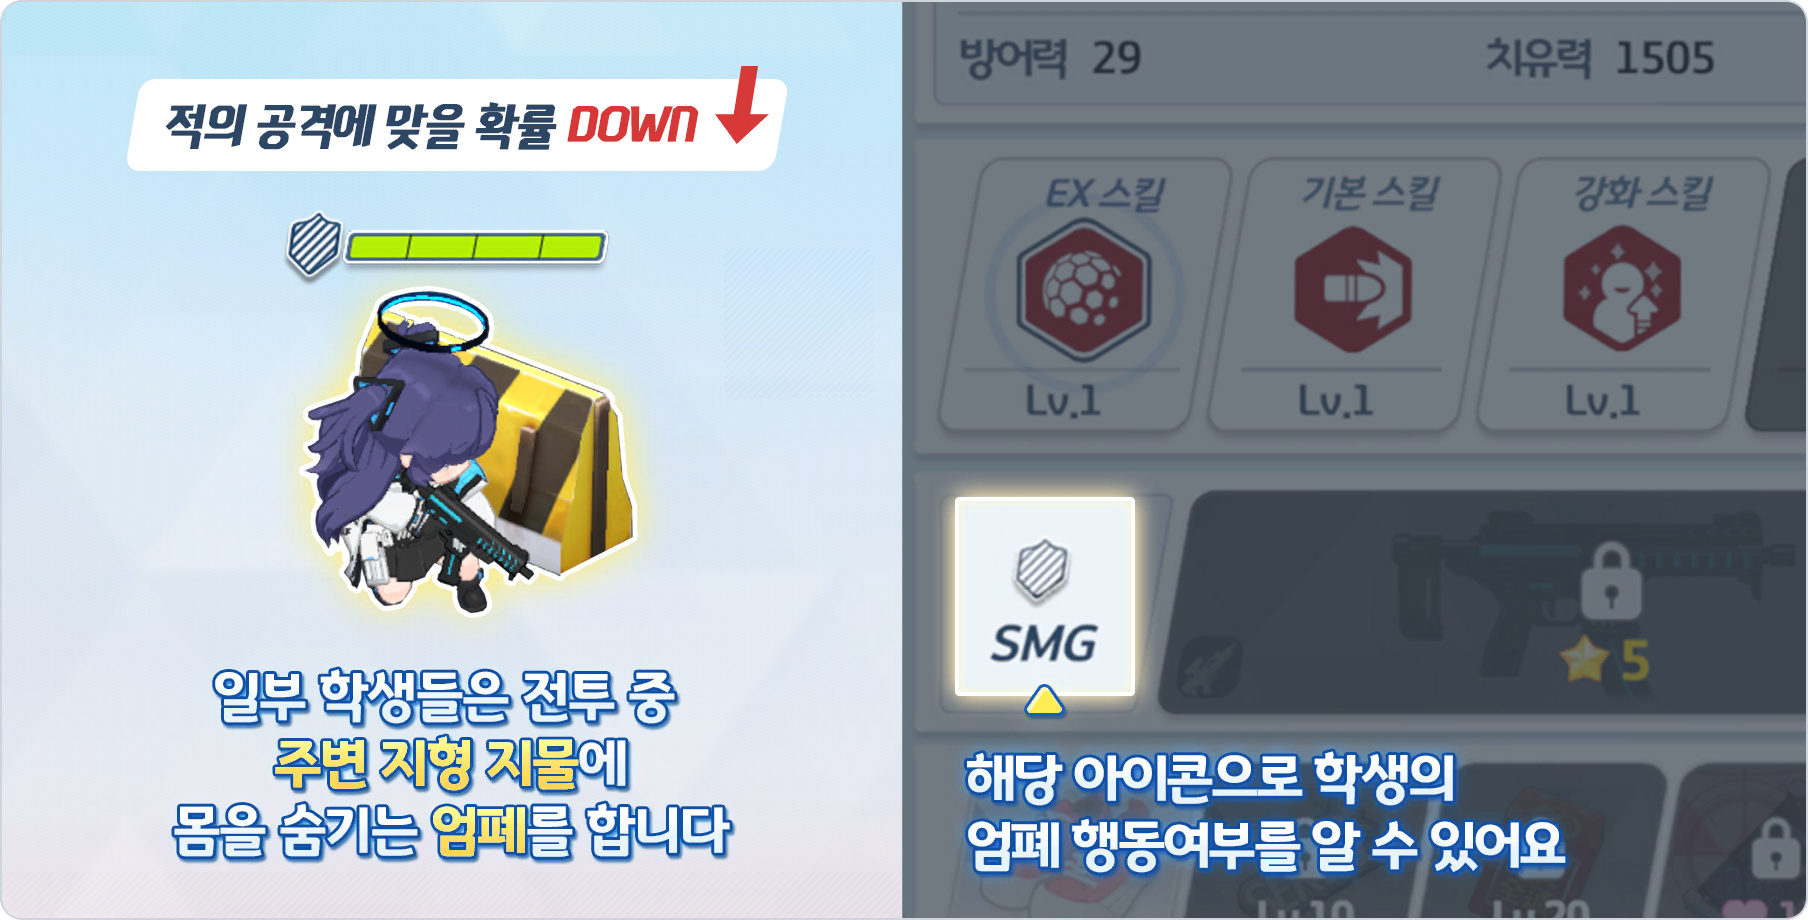 적의 공격에 맞을 확률 DOWN
일부 학생들은 전투 중
주변 지형 지물에
몸을 숨기는 엄폐를 합니다
방어력 29
치유력 1505
EX 스킬
기본 스킬
강화 스킬
Lv.1
Lv.1
Lv.1
SMG
5
해당 아이콘으로 학생의
엄폐 행동여부를 알 수 있어요